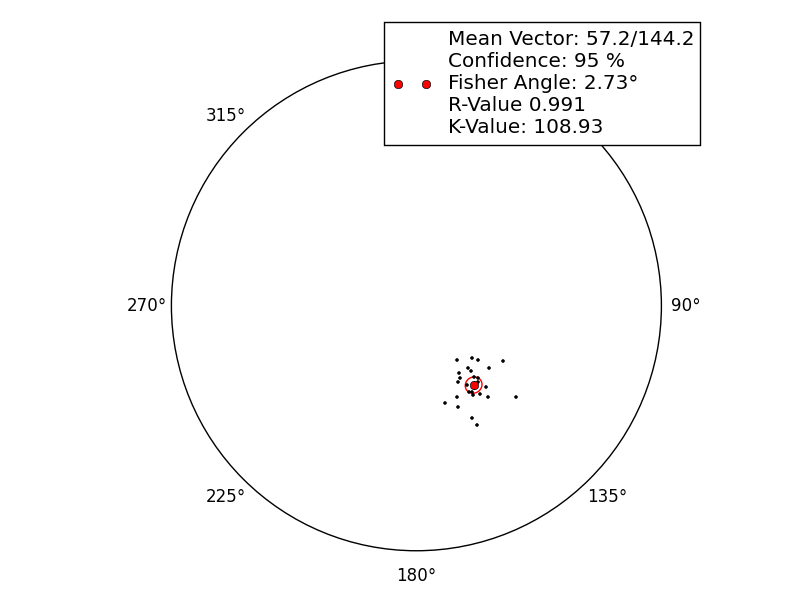 Mean Vector: 57.2/144.2
Confidence: 95 %
Fisher Angle: 2.73°
R-Value 0.991
K-Value: 108.93
315°
270°
90°
225°
135°
180°